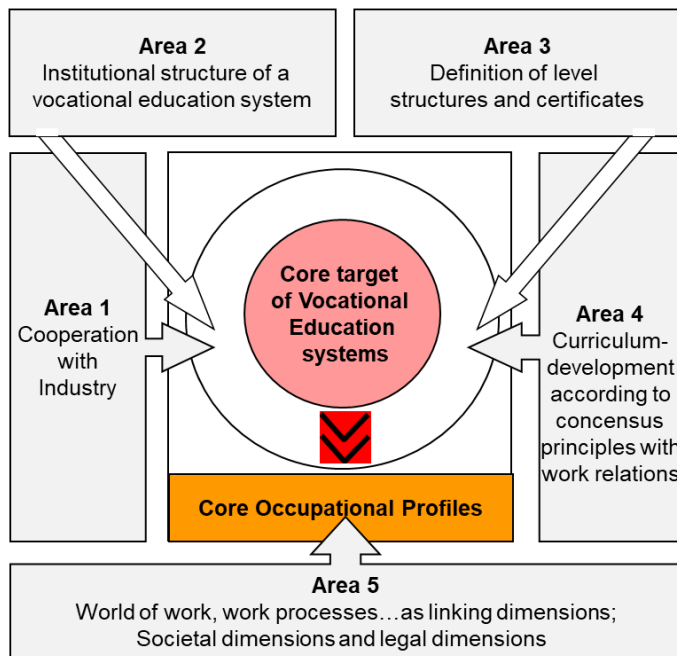 Area 2
Institutional structure of a
vocational education system
Area 3
Definition of level
structures and certificates
Area 1
Cooperation
with
Industry
Core target
of Vocational
Education
systems
Area 4
Curriculum-
development
according to
concensus
principles with
work relations
Core Occupational Profiles
Area 5
World of work, work processes…as linking dimensions;
Societal dimensions and legal dimensions